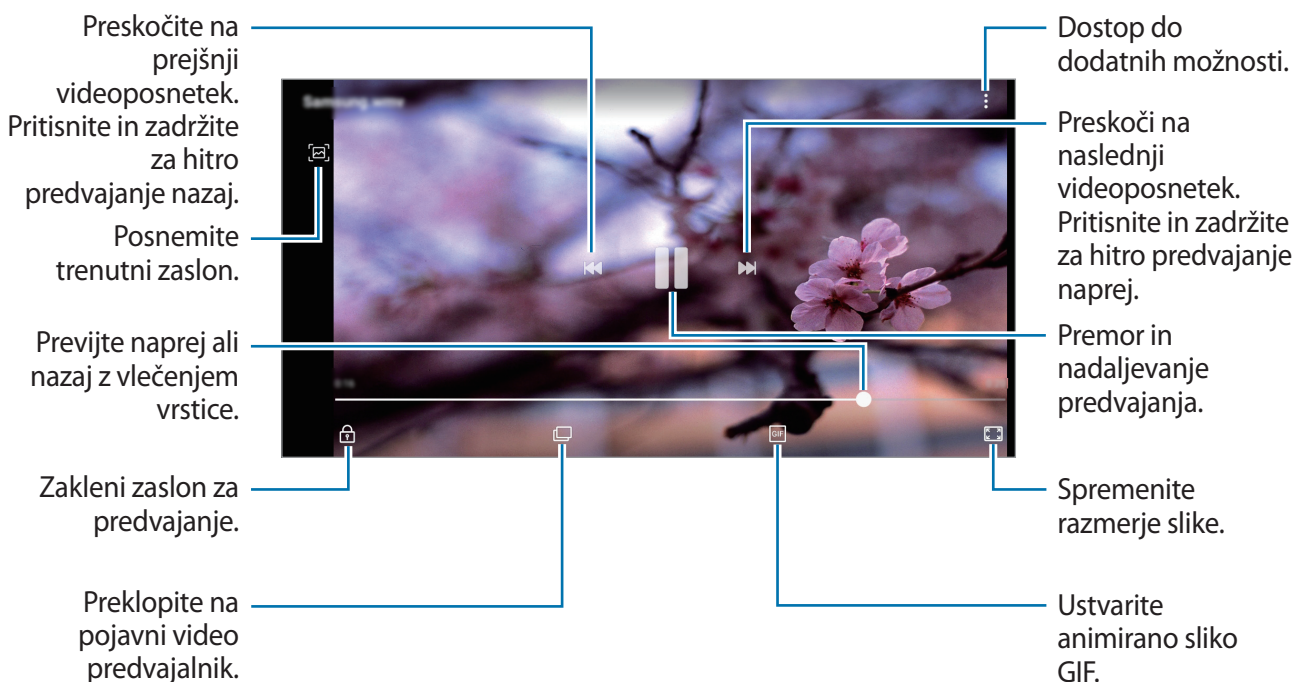 Preskočite na
prejšnji
videoposnetek.
Pritisnite in zadržite
za hitro
predvajanje nazaj.
Posnemite
trenutni zaslon.
Previjte naprej ali
nazaj z vlečenjem
vrstice.
Zakleni zaslon za
predvajanje.
Preklopite na
pojavni video
predvajalnik.
Samsung.wmv
GIF
Dostop do
dodatnih možnosti.
Preskoči na
naslednji
videoposnetek.
Pritisnite in zadržite
za hitro predvajanje
naprej.
Premor in
nadaljevanje
predvajanja.
Spremenite
razmerje slike.
Ustvarite
animirano sliko
GIF.